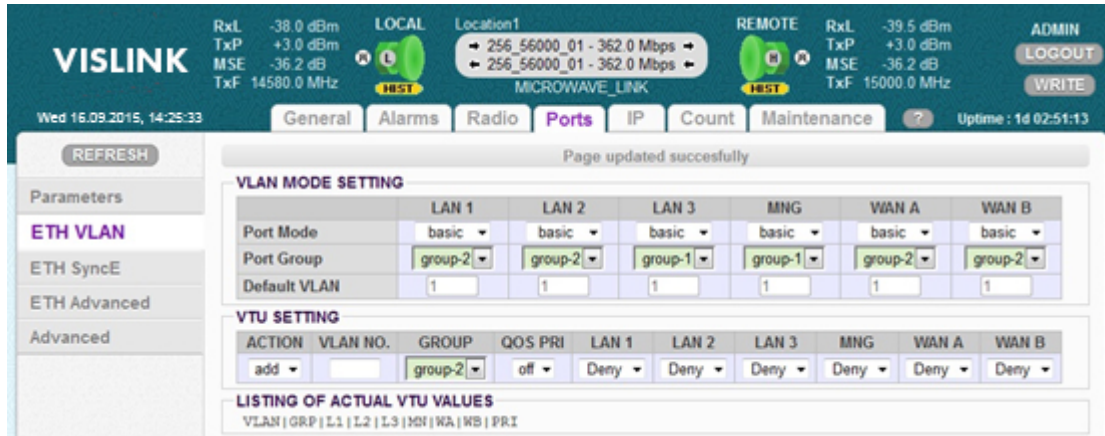 RxL -38.0 dBm LOCAL Location1 REMOTE RxL -39.5 dBm ADMIN
TxP +3.0 dBm → 256_56000_01 - 362.0 Mbps → TxP +3.0 dBm LOGOUT
VISLINK MSE -36.2 dB R L ← 256_56000_01 - 362.0 Mbps ← R MSE -36.2 dB
TxF 14580.0 MHz HIST MICROWAVE_LINK HIST TxF 15000.0 MHz WRITE
Wed 16.09.2015, 14:25:33 General Alarms Radio Ports IP Count Maintenance ? Uptime : 1d 02:51:13
REFRESH
Page updated succesfully
Parameters
ETH VLAN
ETH SyncE
ETH Advanced
Advanced
VLAN MODE SETTING
LAN 1 LAN 2 LAN 3 MNG WAN A WAN B
Port Mode basic basic basic basic basic basic
Port Group group-2 group-2 group-1 group-1 group-2 group-2
Default VLAN 1 1 1 1 1 1
VTU SETTING
ACTION VLAN NO. GROUP QOS PRI LAN 1 LAN 2 LAN 3 MNG WAN A WAN B
add group-2 off Deny Deny Deny Deny Deny Deny
LISTING OF ACTUAL VTU VALUES
VLAN|GRP|L1|L2|L3|MN|WA|WB|PRI